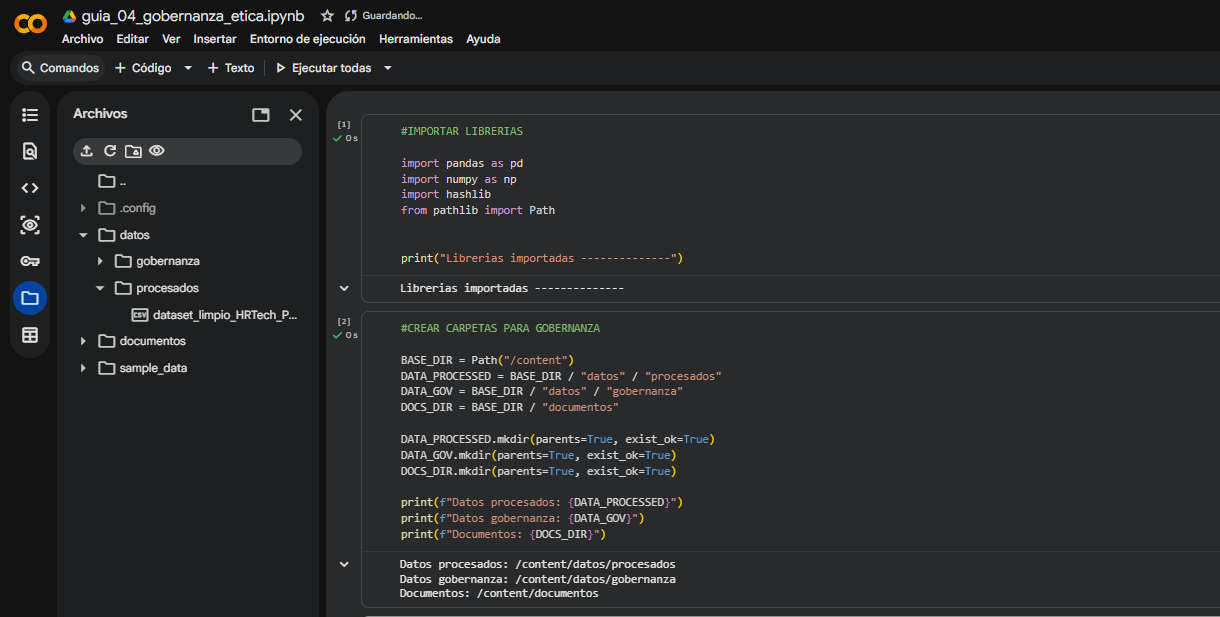 guia_04_gobernanza_etica.ipynb Guardando...
Archivo Editar Ver Insertar Entorno de ejecución Herramientas Ayuda
Comandos + Código + Texto Ejecutar todas
Archivos
..
.config
datos
gobernanza
procesados
CSV dataset_limpio_HRTech_P...
documentos
sample_data
[1]
0 s
#IMPORTAR LIBRERIAS
import pandas as pd
import numpy as np
import hashlib
from pathlib import Path
print("Librerias importadas --------------")
Librerias importadas --------------
[2]
0 s
#CREAR CARPETAS PARA GOBERNANZA
BASE_DIR = Path("/content")
DATA_PROCESSED = BASE_DIR / "datos" / "procesados"
DATA_GOV = BASE_DIR / "datos" / "gobernanza"
DOCS_DIR = BASE_DIR / "documentos"
DATA_PROCESSED.mkdir(parents=True, exist_ok=True)
DATA_GOV.mkdir(parents=True, exist_ok=True)
DOCS_DIR.mkdir(parents=True, exist_ok=True)
print(f"Datos procesados: {DATA_PROCESSED}")
print(f"Datos gobernanza: {DATA_GOV}")
print(f"Documentos: {DOCS_DIR}")
Datos procesados: /content/datos/procesados
Datos gobernanza: /content/datos/gobernanza
Documentos: /content/documentos